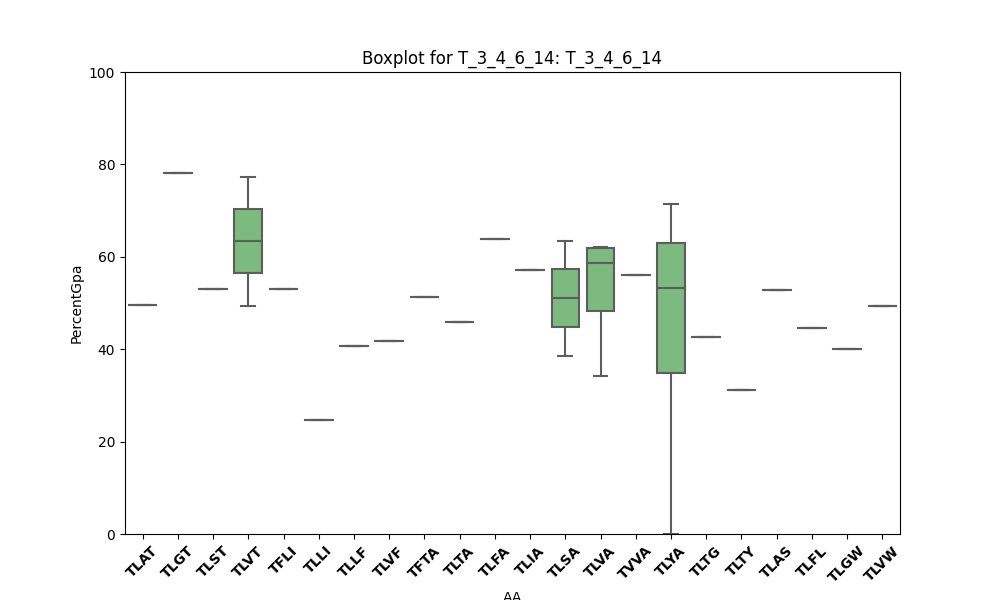 Boxplot for T_3_4_6_14: T_3_4_6_14
100
80
60
40
20
0
PercentGpa
TLAT TLGT TLST TLVT TFLI TLLI TLLF TLVF TFTA TLTA TLFA TLIA TLSA TLVA TVVA TLYA TLTG TLTY TLAS TLFL TLGW TLVW
AA